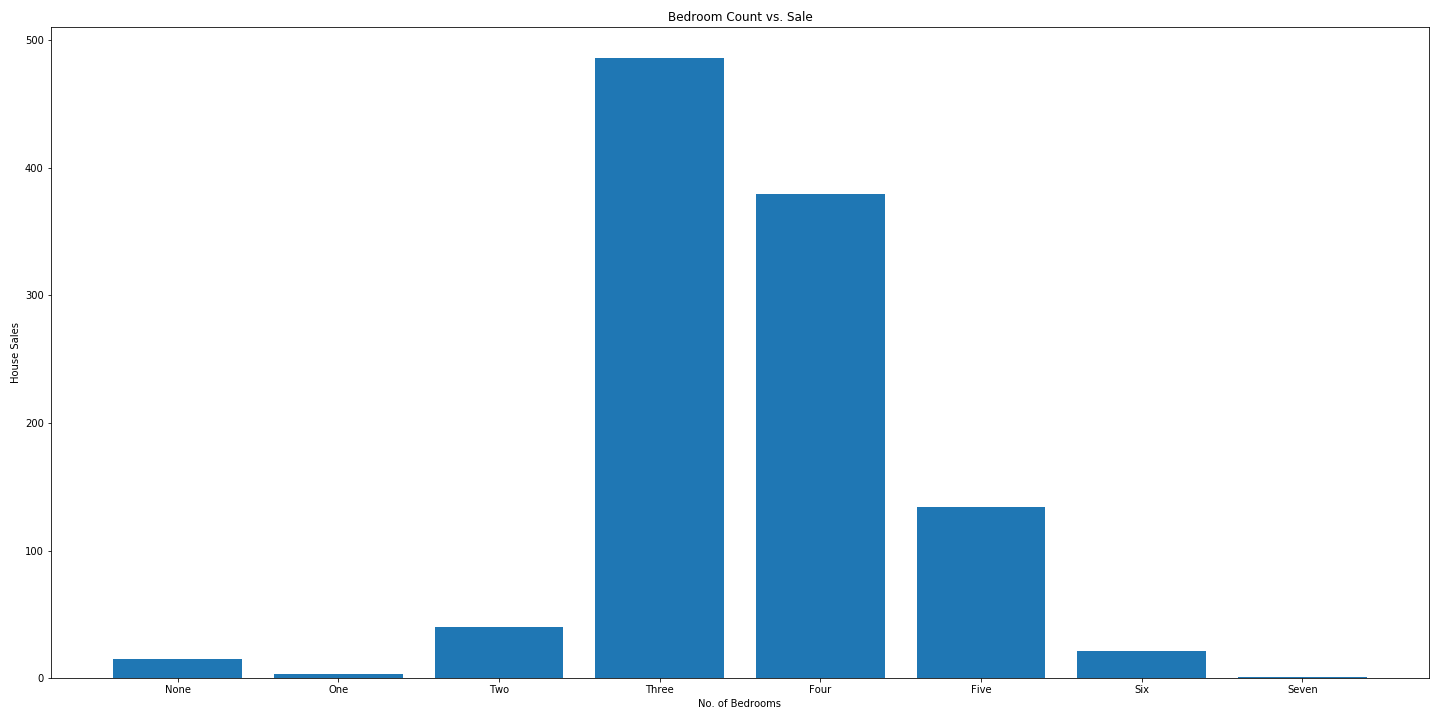 Bedroom Count vs. Sale
500
400
300
200
100
0
House Sales
None One Two Three Four Five Six Seven
No. of Bedrooms